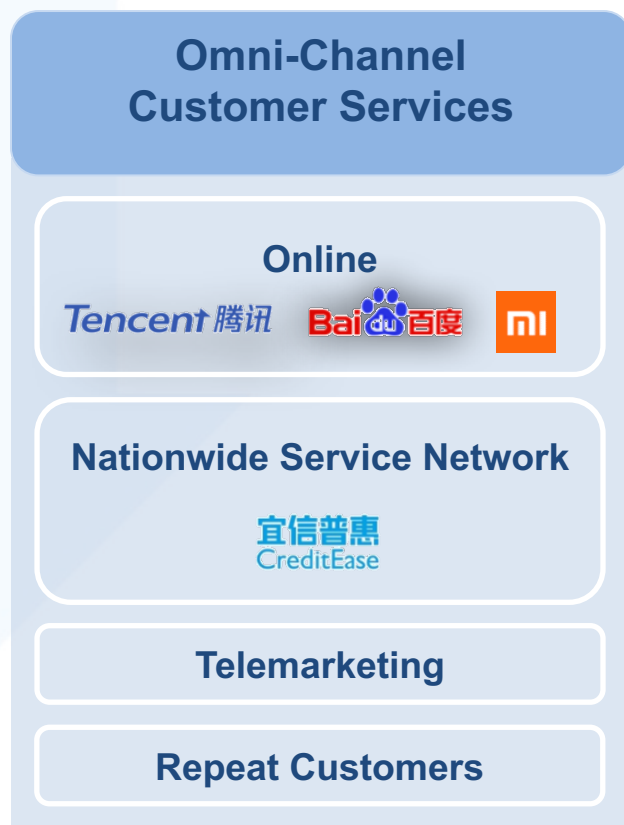 Omni-Channel
Customer Services
Online
Tencent 腾讯 Bai du 百度 mi
Nationwide Service Network
宜信普惠
CreditEase
Telemarketing
Repeat Customers